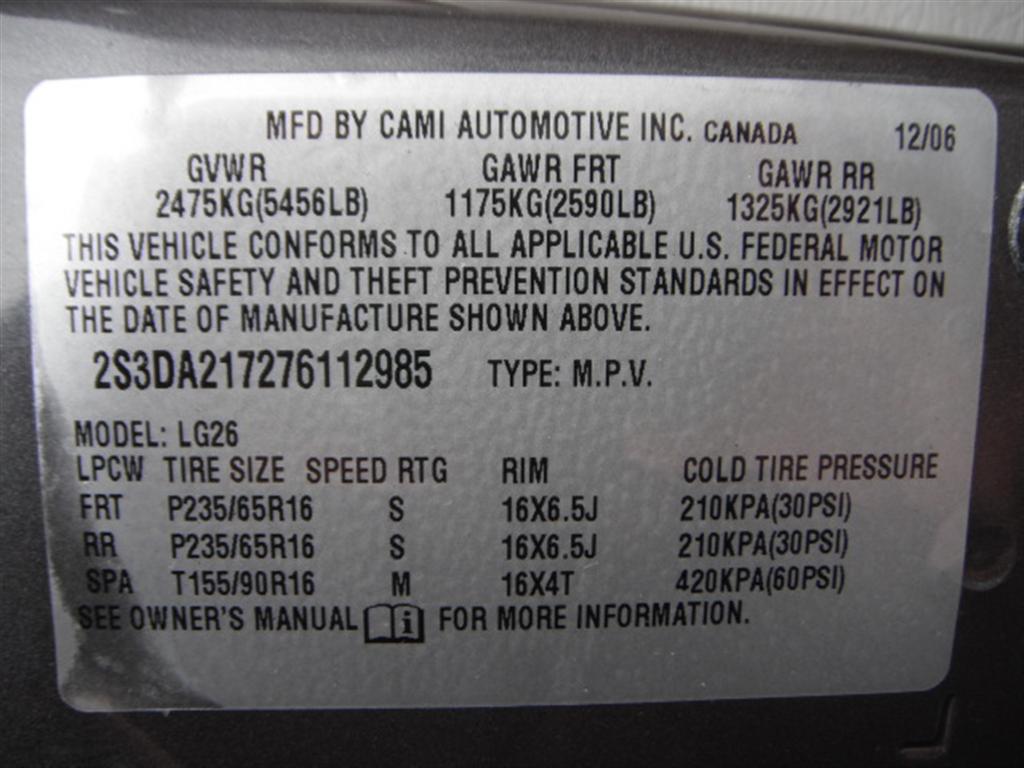 MFD BY CAMI AUTOMOTIVE INC. CANADA 12/06
GVWR GAWR FRT GAWR RR
2475KG(5456LB) 1175KG(2590LB) 1325KG(2921LB)
THIS VEHICLE CONFORMS TO ALL APPLICABLE U.S. FEDERAL MOTOR
VEHICLE SAFETY AND THEFT PREVENTION STANDARDS IN EFFECT ON
THE DATE OF MANUFACTURE SHOWN ABOVE.
2S3DA217276112985 TYPE: M.P.V.
MODEL: LG26
LPCW TIRE SIZE SPEED RTG RIM COLD TIRE PRESSURE
FRT P235/65R16 S 16X6.5J 210KPA(30PSI)
RR P235/65R16 S 16X6.5J 210KPA(30PSI)
SPA T155/90R16 M 16X4T 420KPA(60PSI)
SEE OWNER'S MANUAL i FOR MORE INFORMATION.